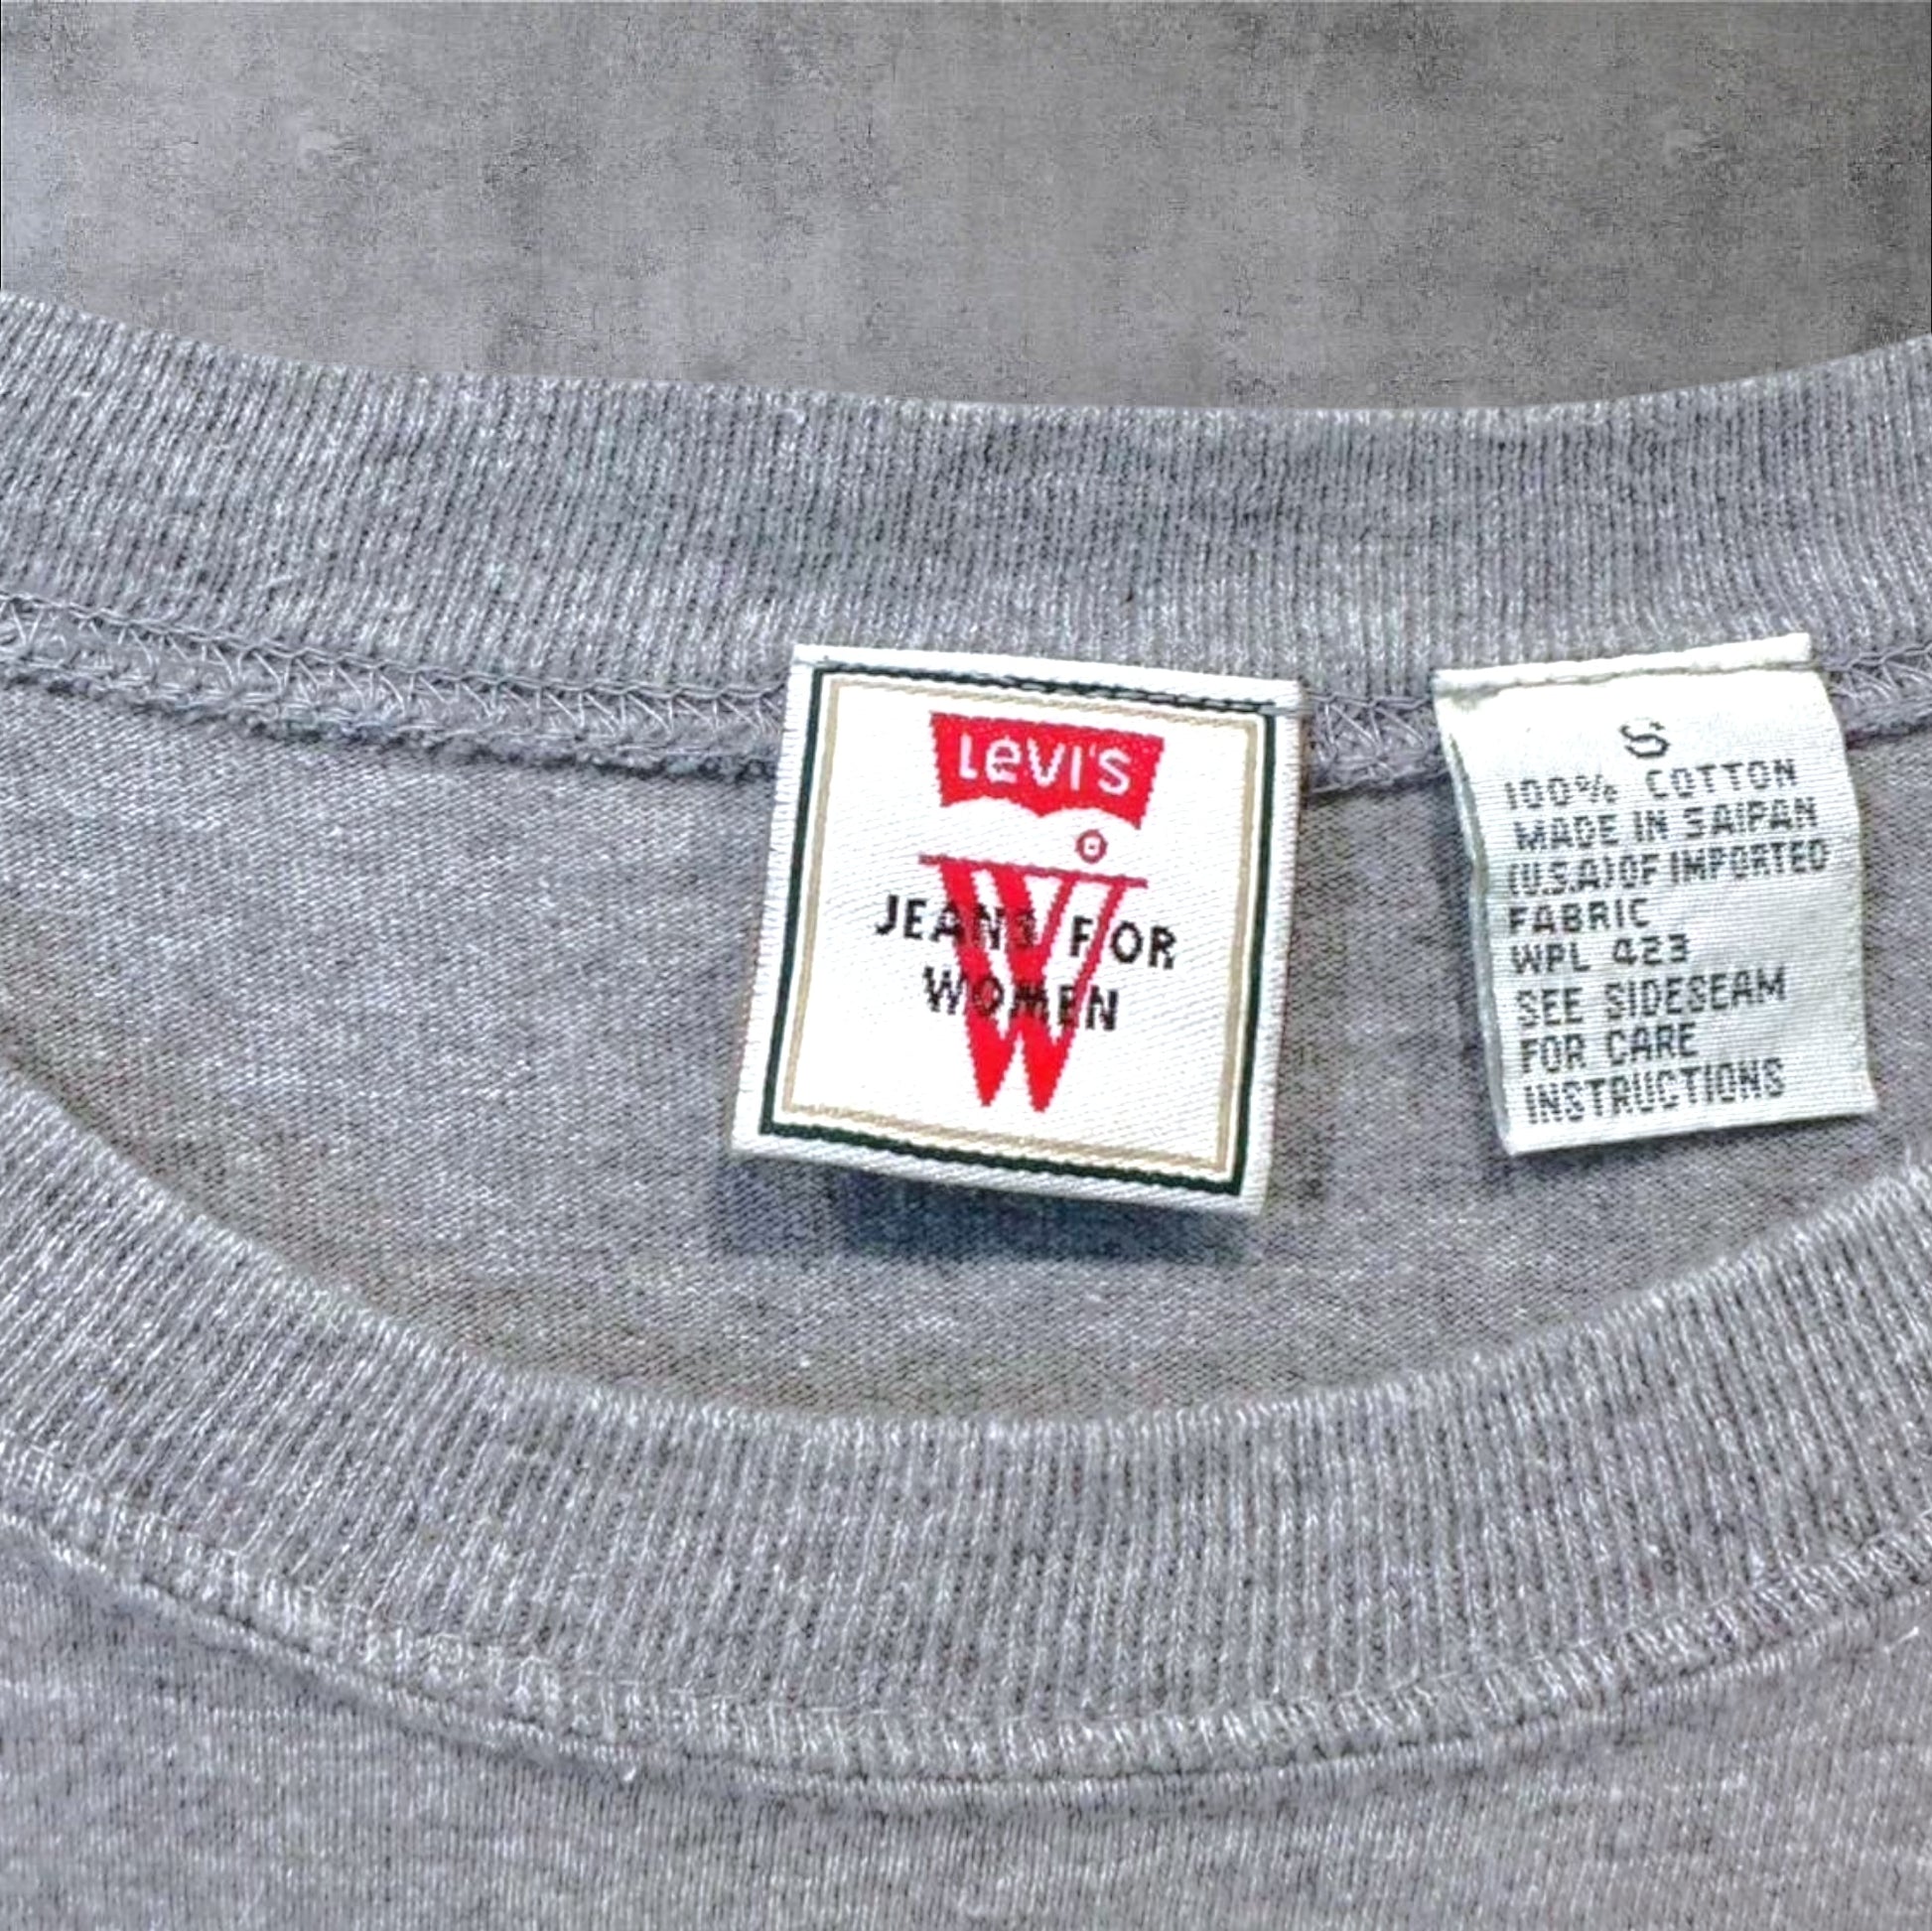 Levi's
R
W
JEANS FOR
WOMEN
S
100% COTTON
MADE IN SAIPAN
(U.S.A) OF IMPORTED
FABRIC
WPL 423
SEE SIDESEAM
FOR CARE
INSTRUCTIONS